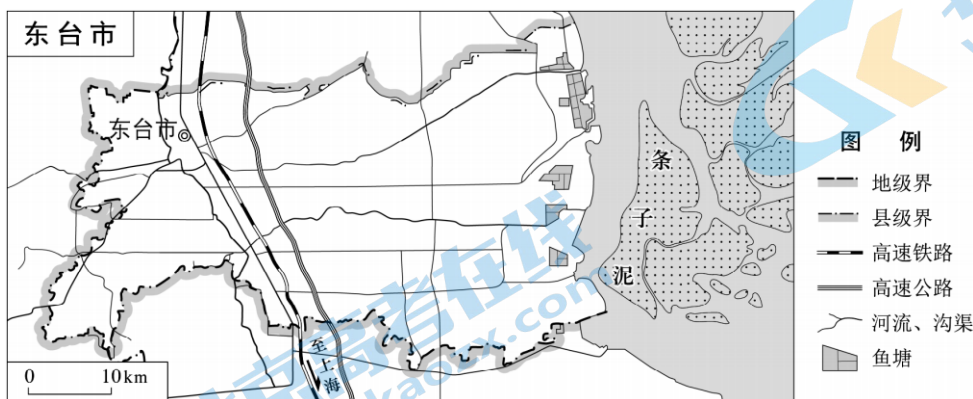 东台市
东台市
条
子
泥
至上海
0 10km
图 例
地级界
县级界
高速铁路
高速公路
河流、沟渠
鱼塘